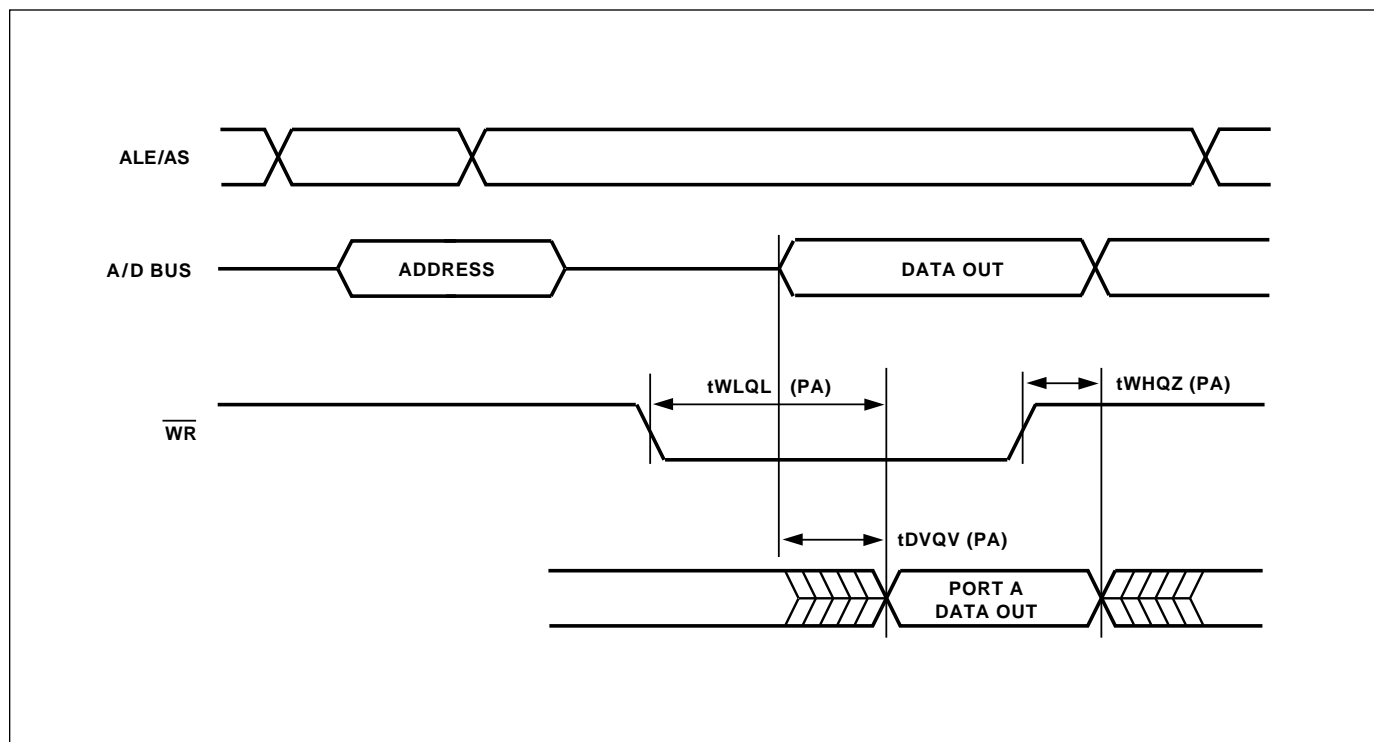 ALE/AS
A/D BUS
ADDRESS
DATA OUT
tWLQL (PA)
tWHQZ (PA)
WR
tDVQV (PA)
PORT A
DATA OUT